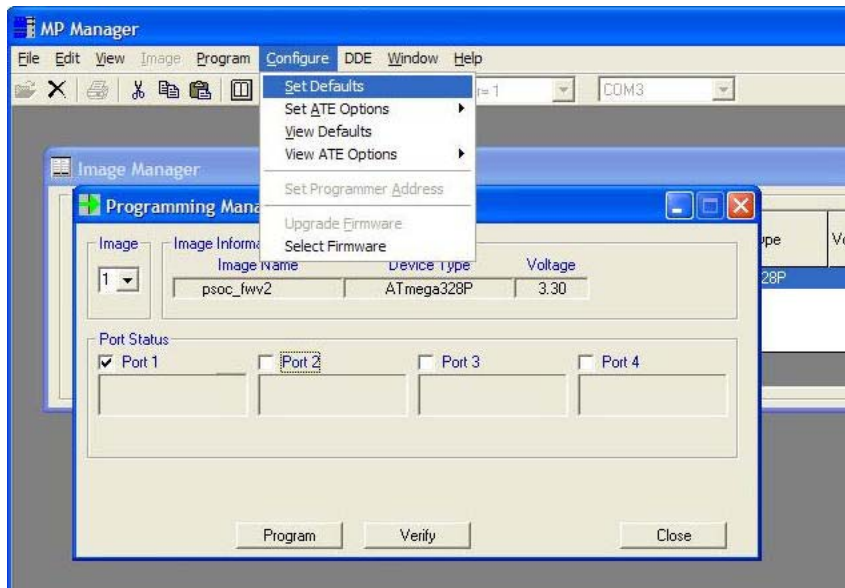 MP Manager
File Edit View Image Program Configure DDE Window Help
r= 1 COM3
Set Defaults
Set ATE Options
View Defaults
View ATE Options
Set Programmer Address
Upgrade Firmware
Select Firmware
Image Manager
Programming Mana
Image Image Informa
Image Name Device Type Voltage
1 psoc_fwv2 ATmega328P 3.30
ype Vo
328P
Port Status
Port 1 Port 2 Port 3 Port 4
Program Verify Close